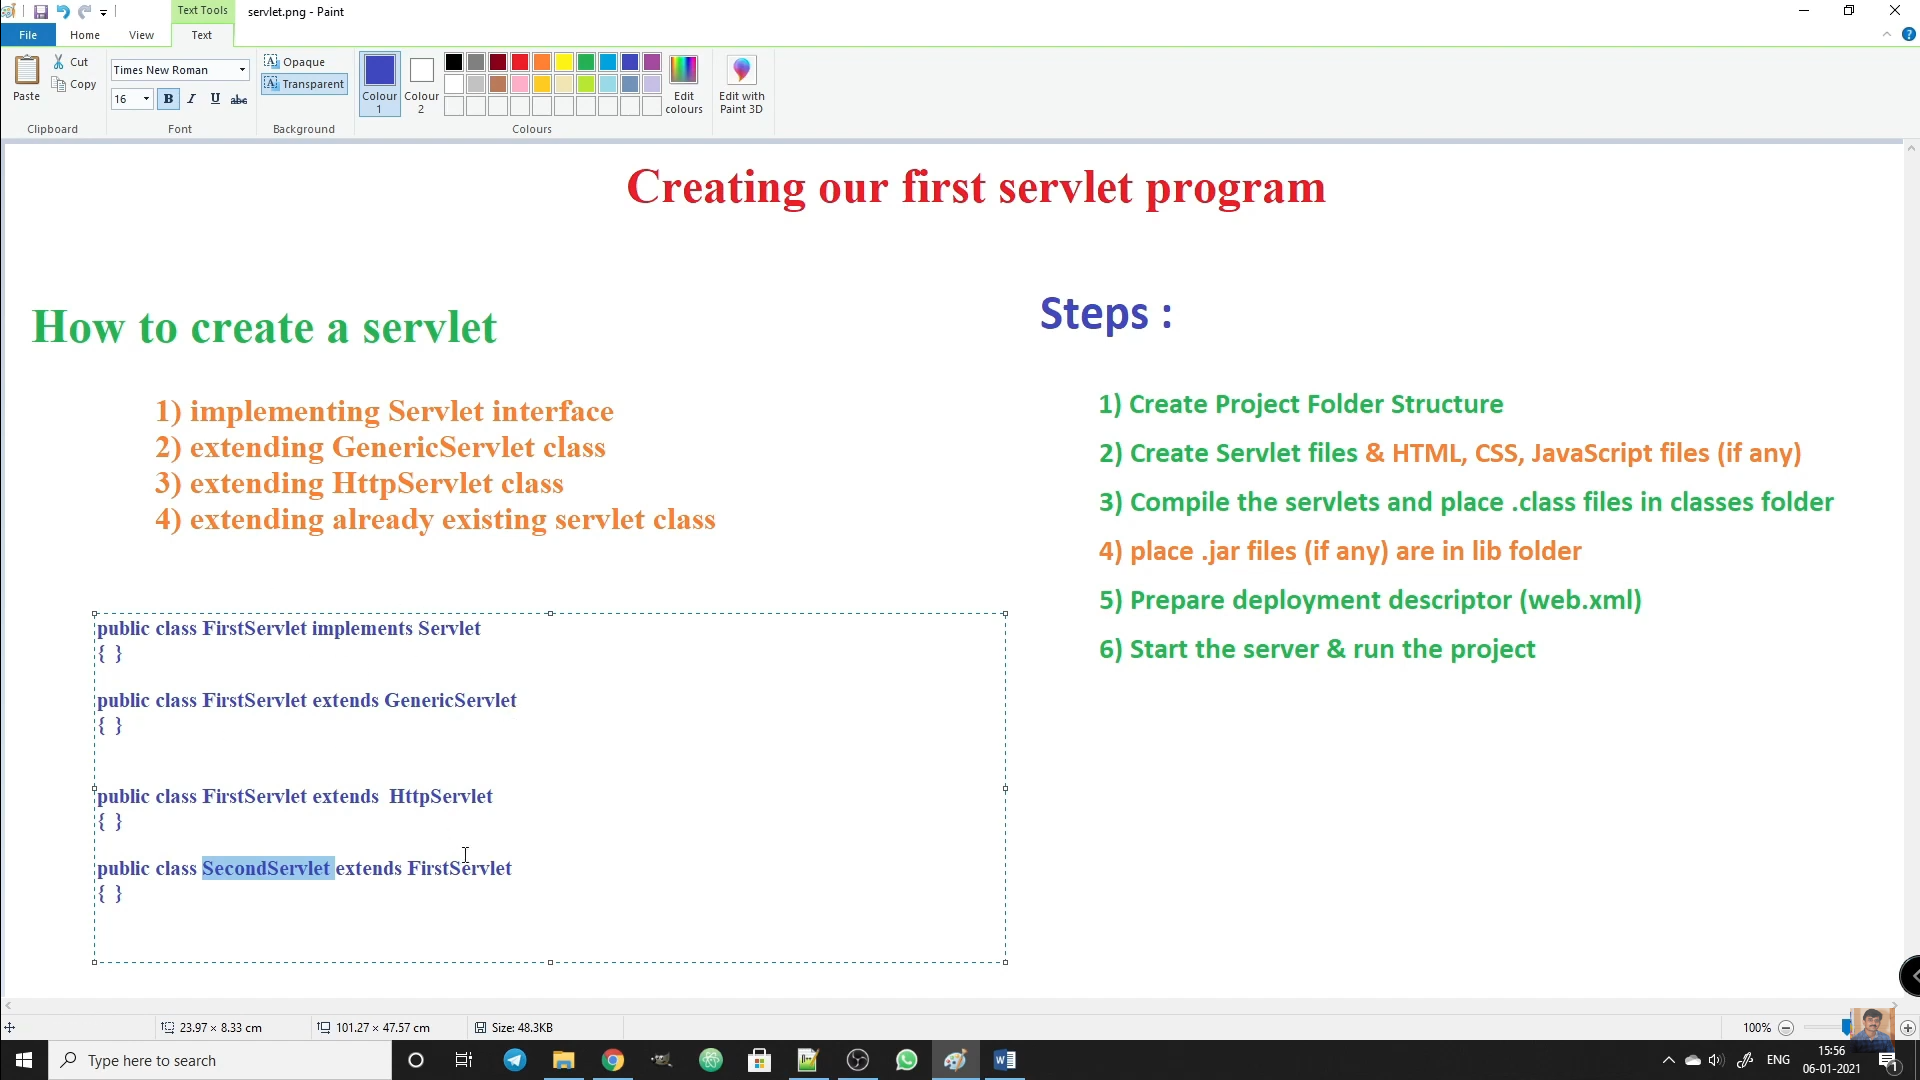 Text Tools
servlet.png - Paint
File
Home
View
Text
Paste
Cut
Copy
Clipboard
Times New Roman
16
B
I
U
abc
Font
Opaque
Transparent
Background
Colour
1
Colour
2
Edit
colours
Colours
Edit with
Paint 3D
Creating our first servlet program
How to create a servlet
1) implementing Servlet interface
2) extending GenericServlet class
3) extending HttpServlet class
4) extending already existing servlet class
public class FirstServlet implements Servlet
{ }
public class FirstServlet extends GenericServlet
{ }
public class FirstServlet extends  HttpServlet
{ }
public class SecondServlet extends FirstServlet
{ }
Steps :
1) Create Project Folder Structure
2) Create Servlet files & HTML, CSS, JavaScript files (if any)
3) Compile the servlets and place .class files in classes folder
4) place .jar files (if any) are in lib folder
5) Prepare deployment descriptor (web.xml)
6) Start the server & run the project
23.97 × 8.33 cm
101.27 × 47.57 cm
Size: 48.3KB
100%
Type here to search
ENG
15:56
06-01-2021
1